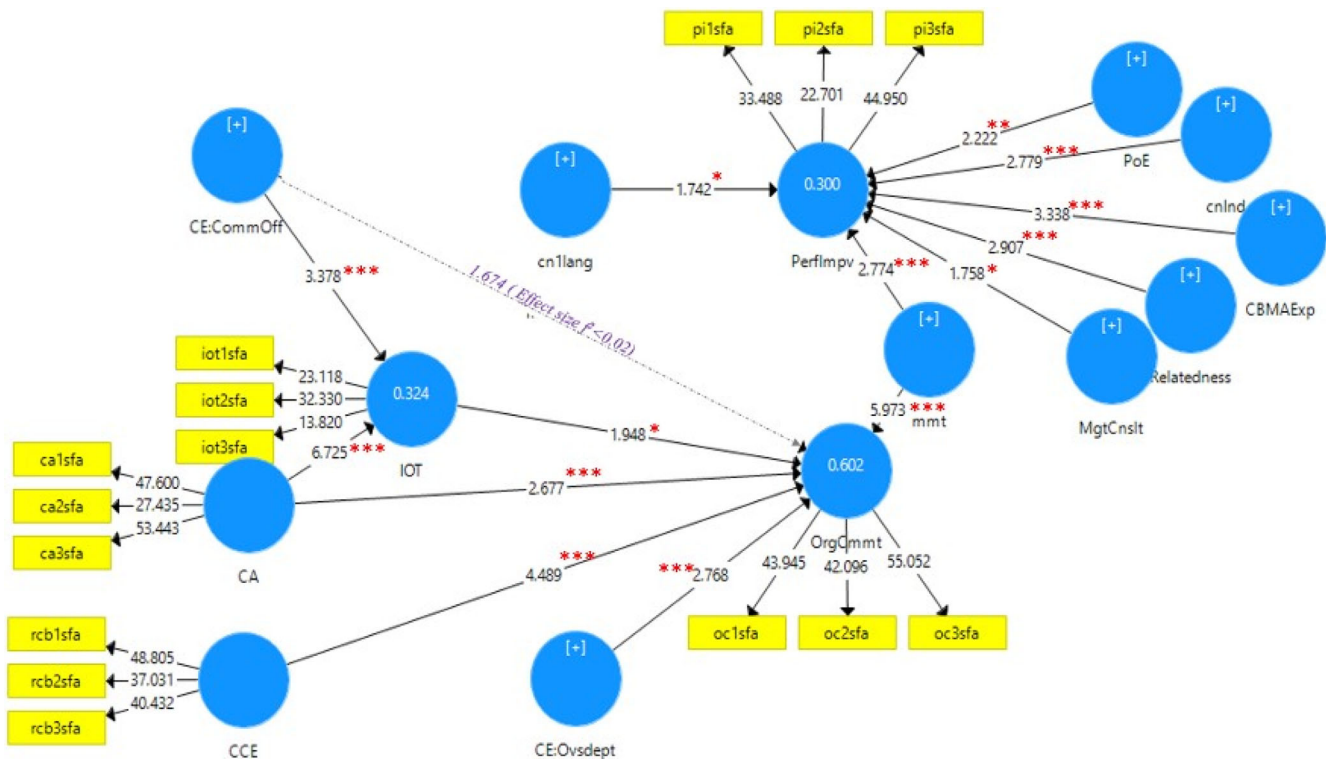 pi1sfa
pi2sfa
pi3sfa
33.488
22.701
44.950
[+]
CE:CommOff
[+]
cn1lang
1.742 *
0.300
PerfImpv
[+]
PoE
2.222 **
[+]
cnInd
2.779 ***
[+]
CBMAExp
3.338 ***
[+]
Relatedness
2.907 ***
[+]
MgtCnslt
1.758 *
2.774 ***
[+]
mmt
5.973 ***
3.378 ***
1.674 ( Effect size f² <0.02)
iot1sfa
iot2sfa
iot3sfa
23.118
32.330
13.820
0.324
IOT
6.725 ***
1.948 *
ca1sfa
ca2sfa
ca3sfa
47.600
27.435
53.443
CA
2.677 ***
0.602
OrgCmmt
43.945
42.096
55.052
oc1sfa
oc2sfa
oc3sfa
4.489 ***
*** 2.768
rcb1sfa
rcb2sfa
rcb3sfa
48.805
37.031
40.432
CCE
[+]
CE:Ovsdept